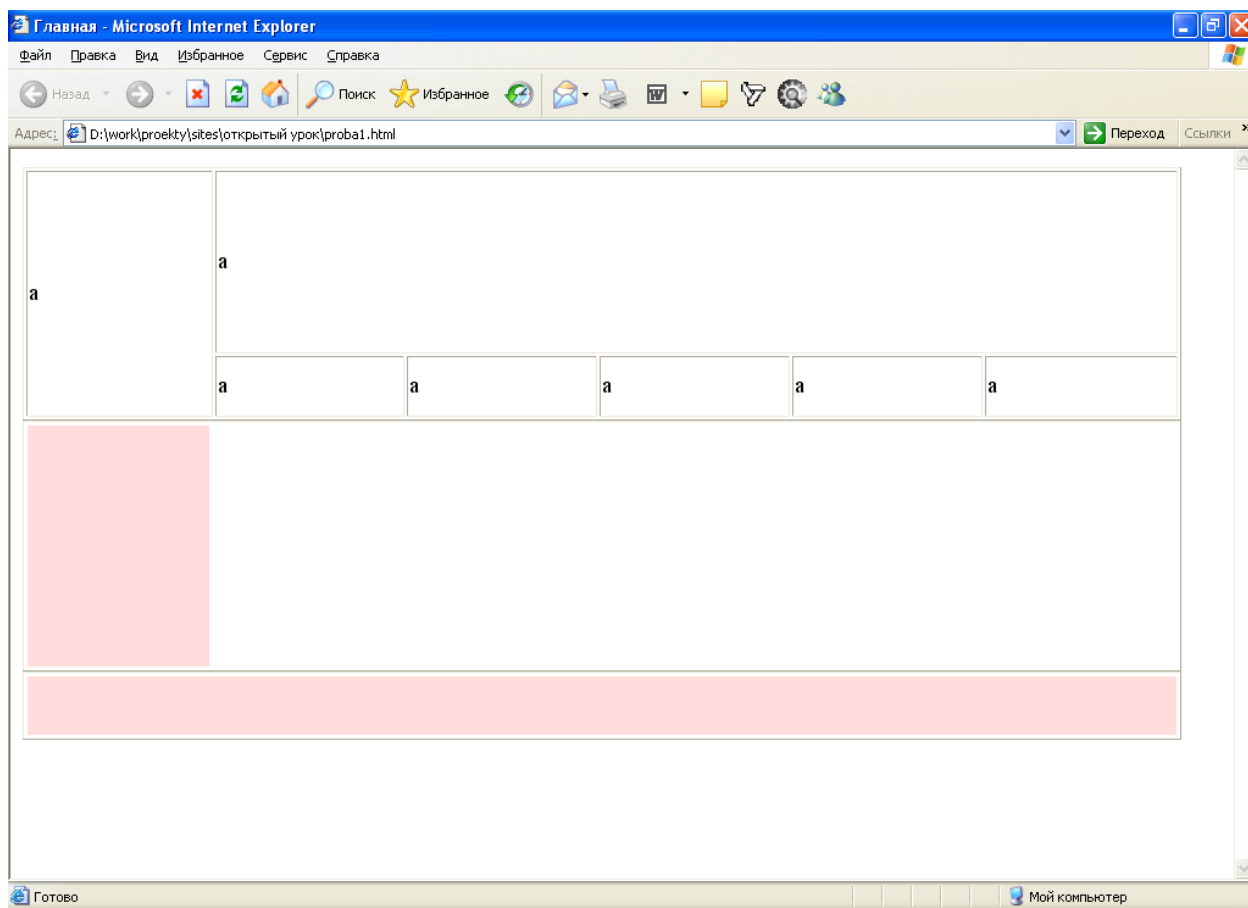 Главная - Microsoft Internet Explorer
Файл Правка Вид Избранное Сервис Справка
Назад Поиск Избранное
Адрес: D:\work\proekty\sites\открытый урок\proba1.html Переход Ссылки »
а
а
а а а а а
Готово Мой компьютер